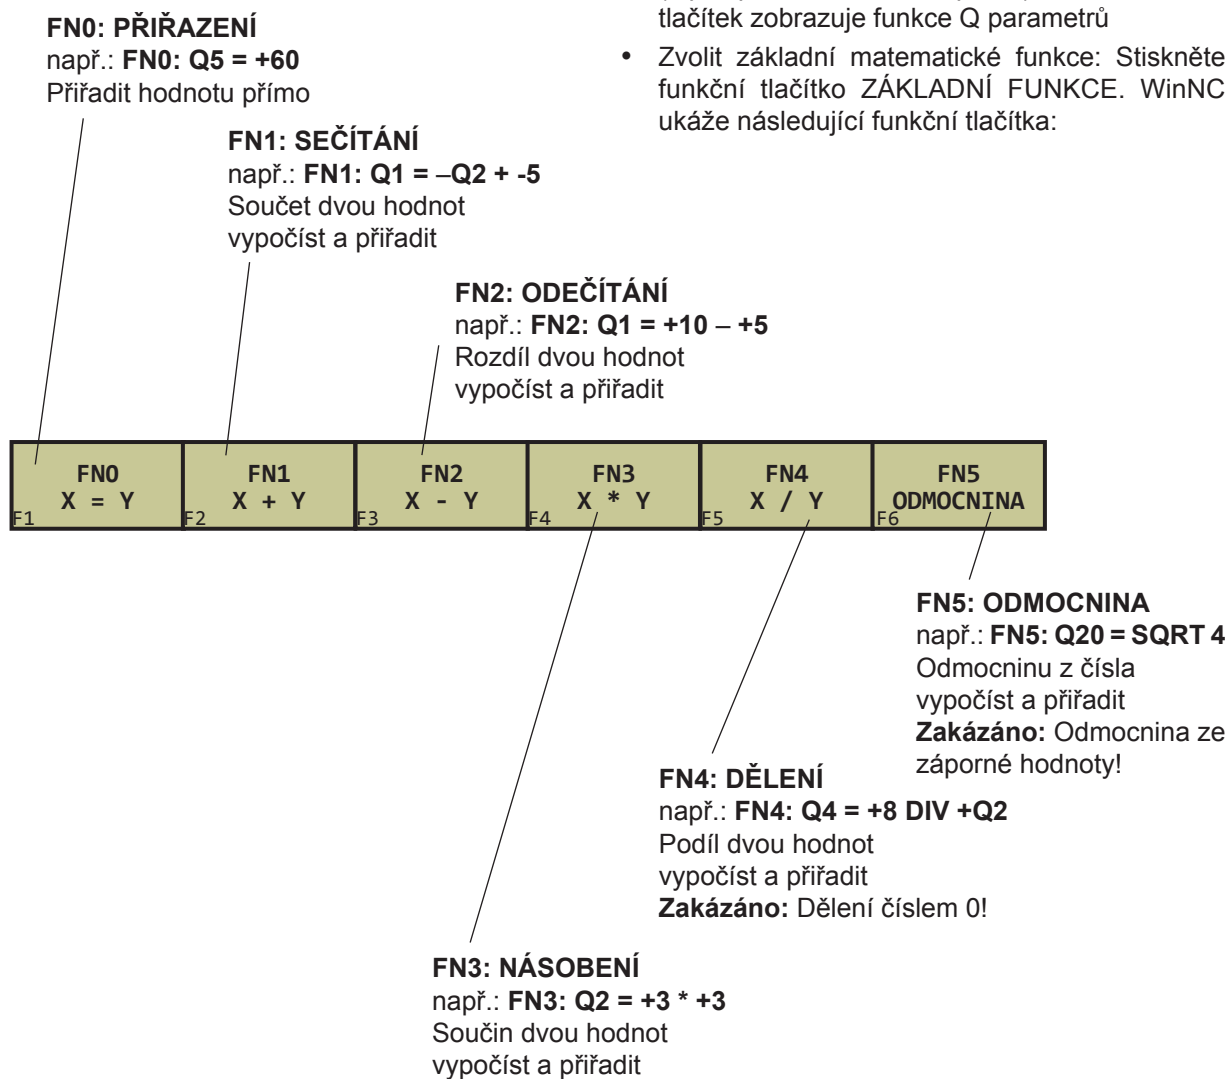 tlačítek zobrazuje funkce Q parametrů
• Zvolit základní matematické funkce: Stiskněte
funkční tlačítko ZÁKLADNÍ FUNKCE. WinNC
ukáže následující funkční tlačítka:
FN0: PŘIŘAZENÍ
např.: FN0: Q5 = +60
Přiřadit hodnotu přímo
FN1: SEČÍTÁNÍ
např.: FN1: Q1 = –Q2 + -5
Součet dvou hodnot
vypočíst a přiřadit
FN2: ODEČÍTÁNÍ
např.: FN2: Q1 = +10 – +5
Rozdíl dvou hodnot
vypočíst a přiřadit
FN0
X = Y
F1
FN1
X + Y
F2
FN2
X - Y
F3
FN3
X * Y
F4
FN4
X / Y
F5
FN5
ODMOCNINA
F6
FN5: ODMOCNINA
např.: FN5: Q20 = SQRT 4
Odmocninu z čísla
vypočíst a přiřadit
Zakázáno: Odmocnina ze
záporné hodnoty!
FN4: DĚLENÍ
např.: FN4: Q4 = +8 DIV +Q2
Podíl dvou hodnot
vypočíst a přiřadit
Zakázáno: Dělení číslem 0!
FN3: NÁSOBENÍ
např.: FN3: Q2 = +3 * +3
Součin dvou hodnot
vypočíst a přiřadit